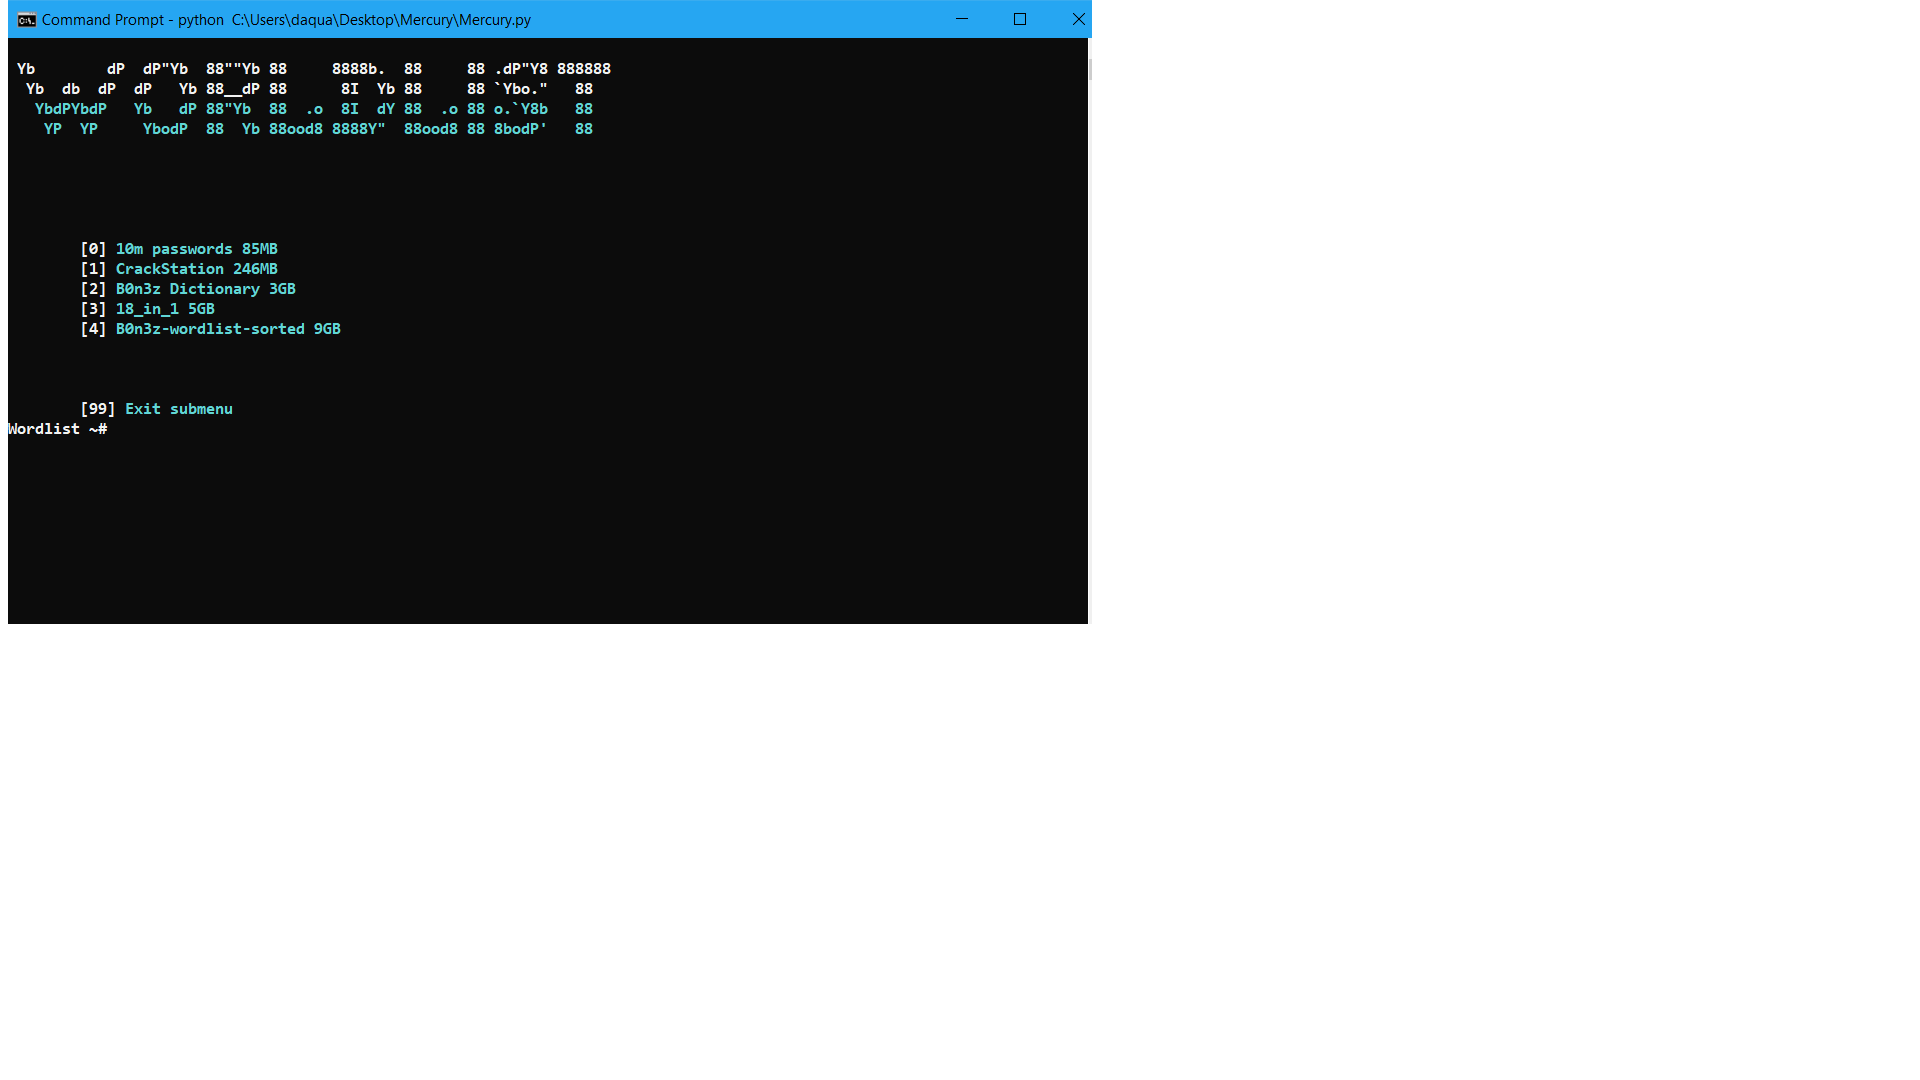 Command Prompt - python  C:\Users\daqua\Desktop\Mercury\Mercury.py
 Yb        dP  dP"Yb  88""Yb 88     8888b.  88     88 .dP"Y8 888888
  Yb  db  dP  dP   Yb 88__dP 88      8I  Yb 88     88 `Ybo."   88
   YbdPYbdP   Yb   dP 88"Yb  88  .o  8I  dY 88  .o 88 o.`Y8b   88
    YP  YP     YbodP  88  Yb 88ood8 8888Y"  88ood8 88 8bodP'   88
[0] 10m passwords 85MB
[1] CrackStation 246MB
[2] B0n3z Dictionary 3GB
[3] 18_in_1 5GB
[4] B0n3z-wordlist-sorted 9GB
[99] Exit submenu
Wordlist ~#